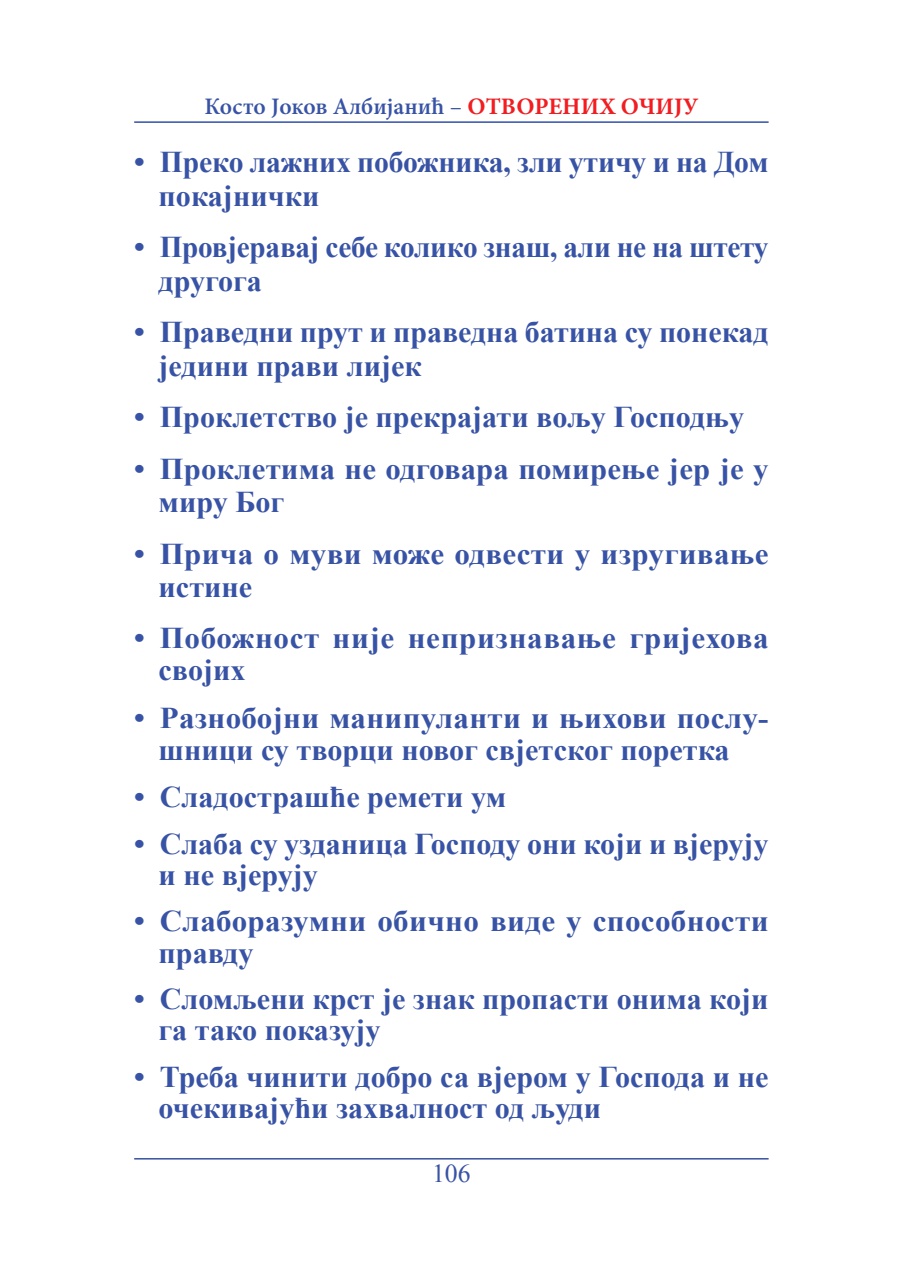 Косто Јоков Албијанић – ОТВОРЕНИХ ОЧИЈУ
• Преко лажних побожника, зли утичу и на Дом
покајнички
• Провјеравај себе колико знаш, али не на штету
другога
• Праведни прут и праведна батина су понекад
једини прави лијек
• Проклетство је прекрајати вољу Господњу
• Проклетима не одговара помирење јер је у
миру Бог
• Прича о муви може одвести у изругивање
истине
• Побожност није непризнавање гријехова
својих
• Разнобојни манипуланти и њихови послу-
шници су творци новог свјетског поретка
• Сладострашће ремети ум
• Слаба су узданица Господу они који и вјерују
и не вјерују
• Слаборазумни обично виде у способности
правду
• Сломљени крст је знак пропасти онима који
га тако показују
• Треба чинити добро са вјером у Господа и не
очекивајући захвалност од људи
106